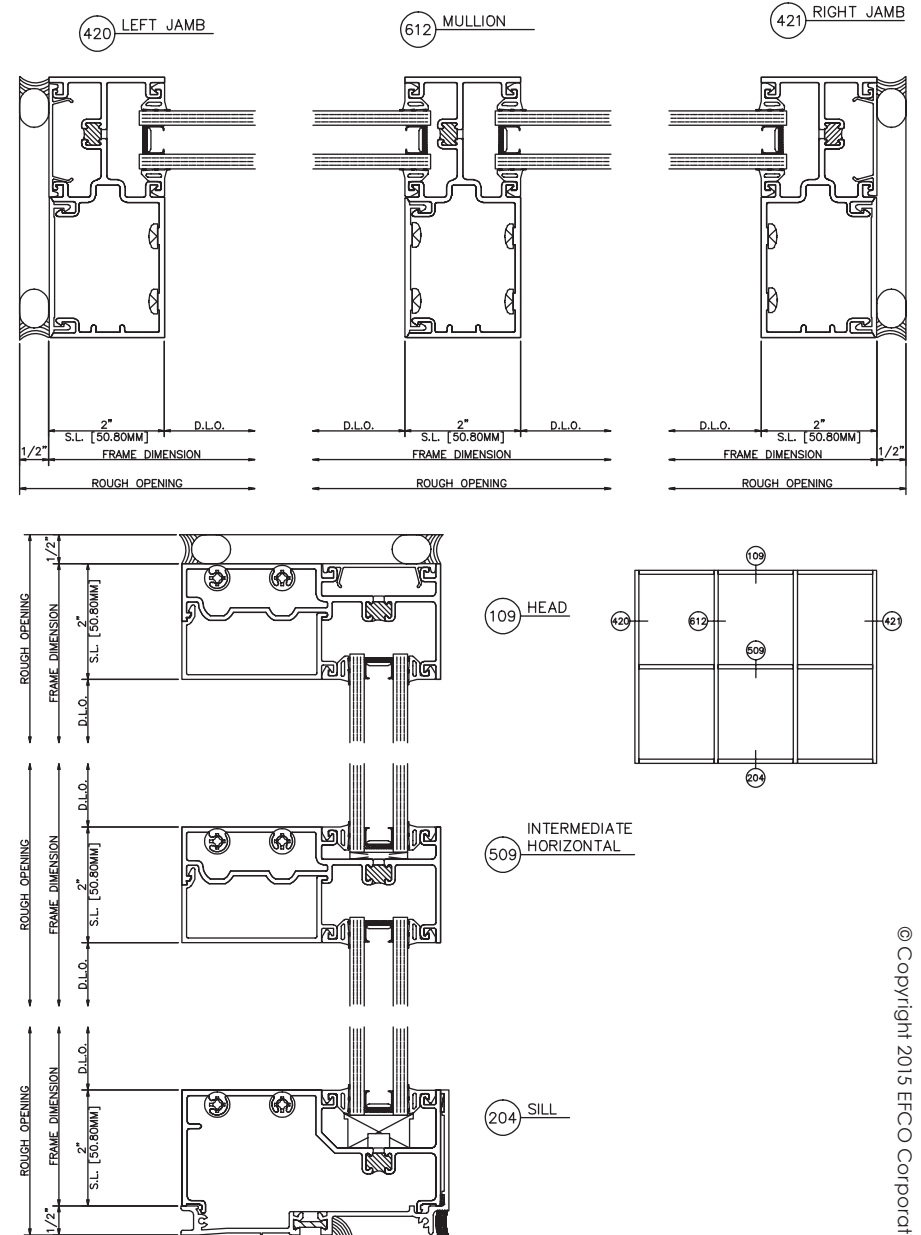 420 LEFT JAMB
612 MULLION
421 RIGHT JAMB
2" D.L.O.
S.L. [50.80MM]
1/2" FRAME DIMENSION
ROUGH OPENING
D.L.O. 2" D.L.O.
S.L. [50.80MM]
FRAME DIMENSION
ROUGH OPENING
D.L.O. 2"
S.L. [50.80MM]
FRAME DIMENSION 1/2"
ROUGH OPENING
ROUGH OPENING
1/2"
FRAME DIMENSION
2"
S.L. [50.80MM]
D.L.O.
109 HEAD
109
420
612
421
509
204
ROUGH OPENING
FRAME DIMENSION
D.L.O.
2"
S.L. [50.80MM]
D.L.O.
509 INTERMEDIATE
HORIZONTAL
ROUGH OPENING
FRAME DIMENSION
D.L.O.
2"
S.L. [50.80MM]
1/2"
204 SILL
© Copyright 2015 EFCO Corporat